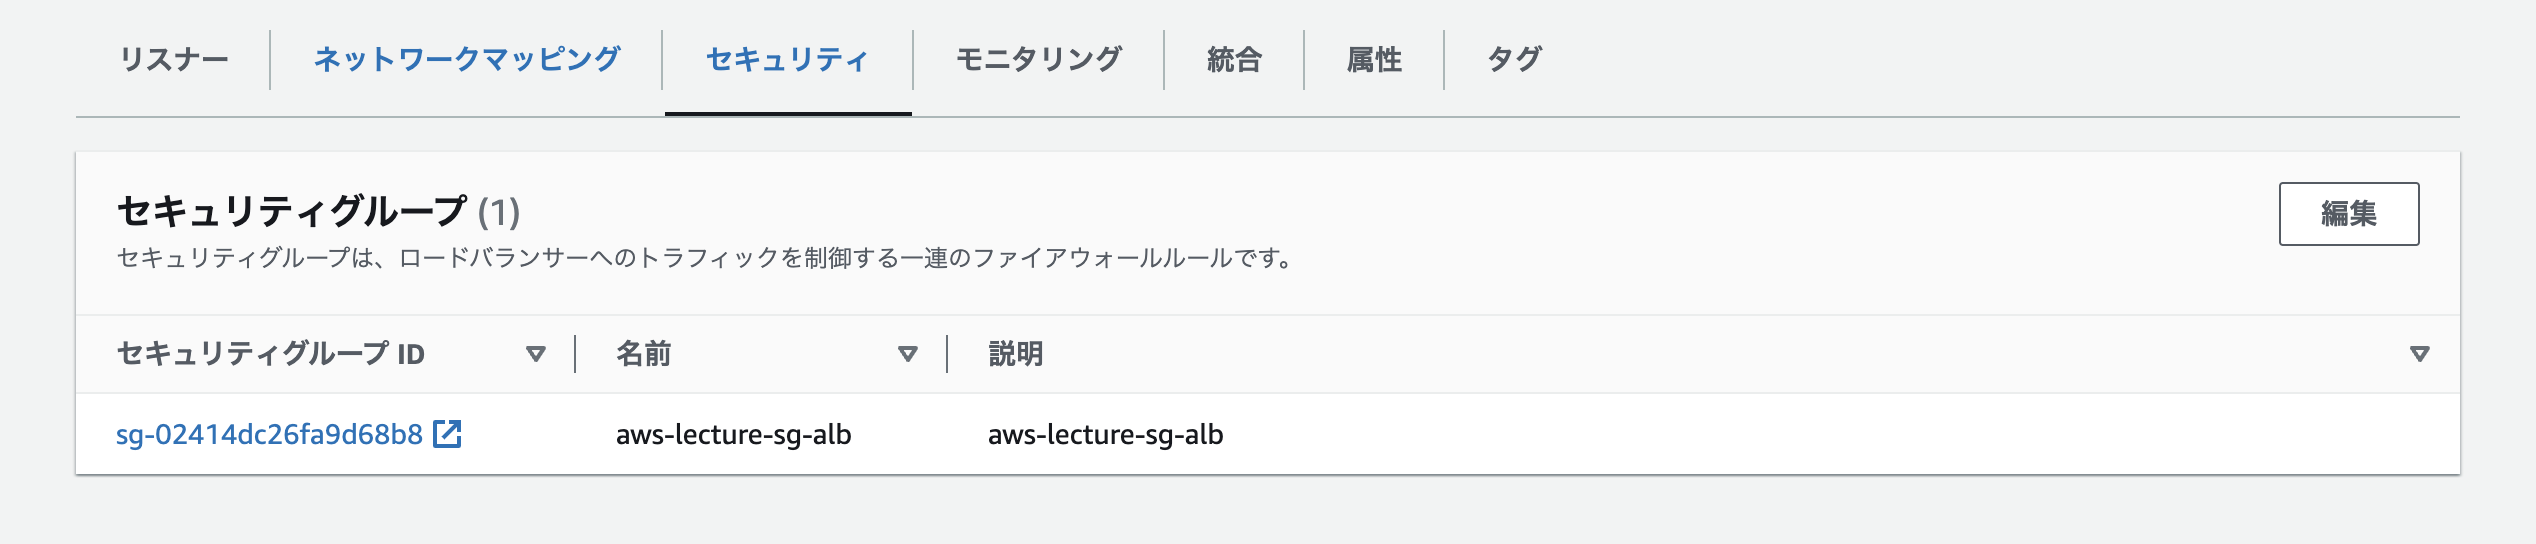 リスナー ネットワークマッピング セキュリティ モニタリング 統合 属性 タグ
セキュリティグループ (1)
編集
セキュリティグループは、ロードバランサーへのトラフィックを制御する一連のファイアウォールルールです。
セキュリティグループ ID 名前 説明
sg-02414dc26fa9d68b8 aws-lecture-sg-alb aws-lecture-sg-alb